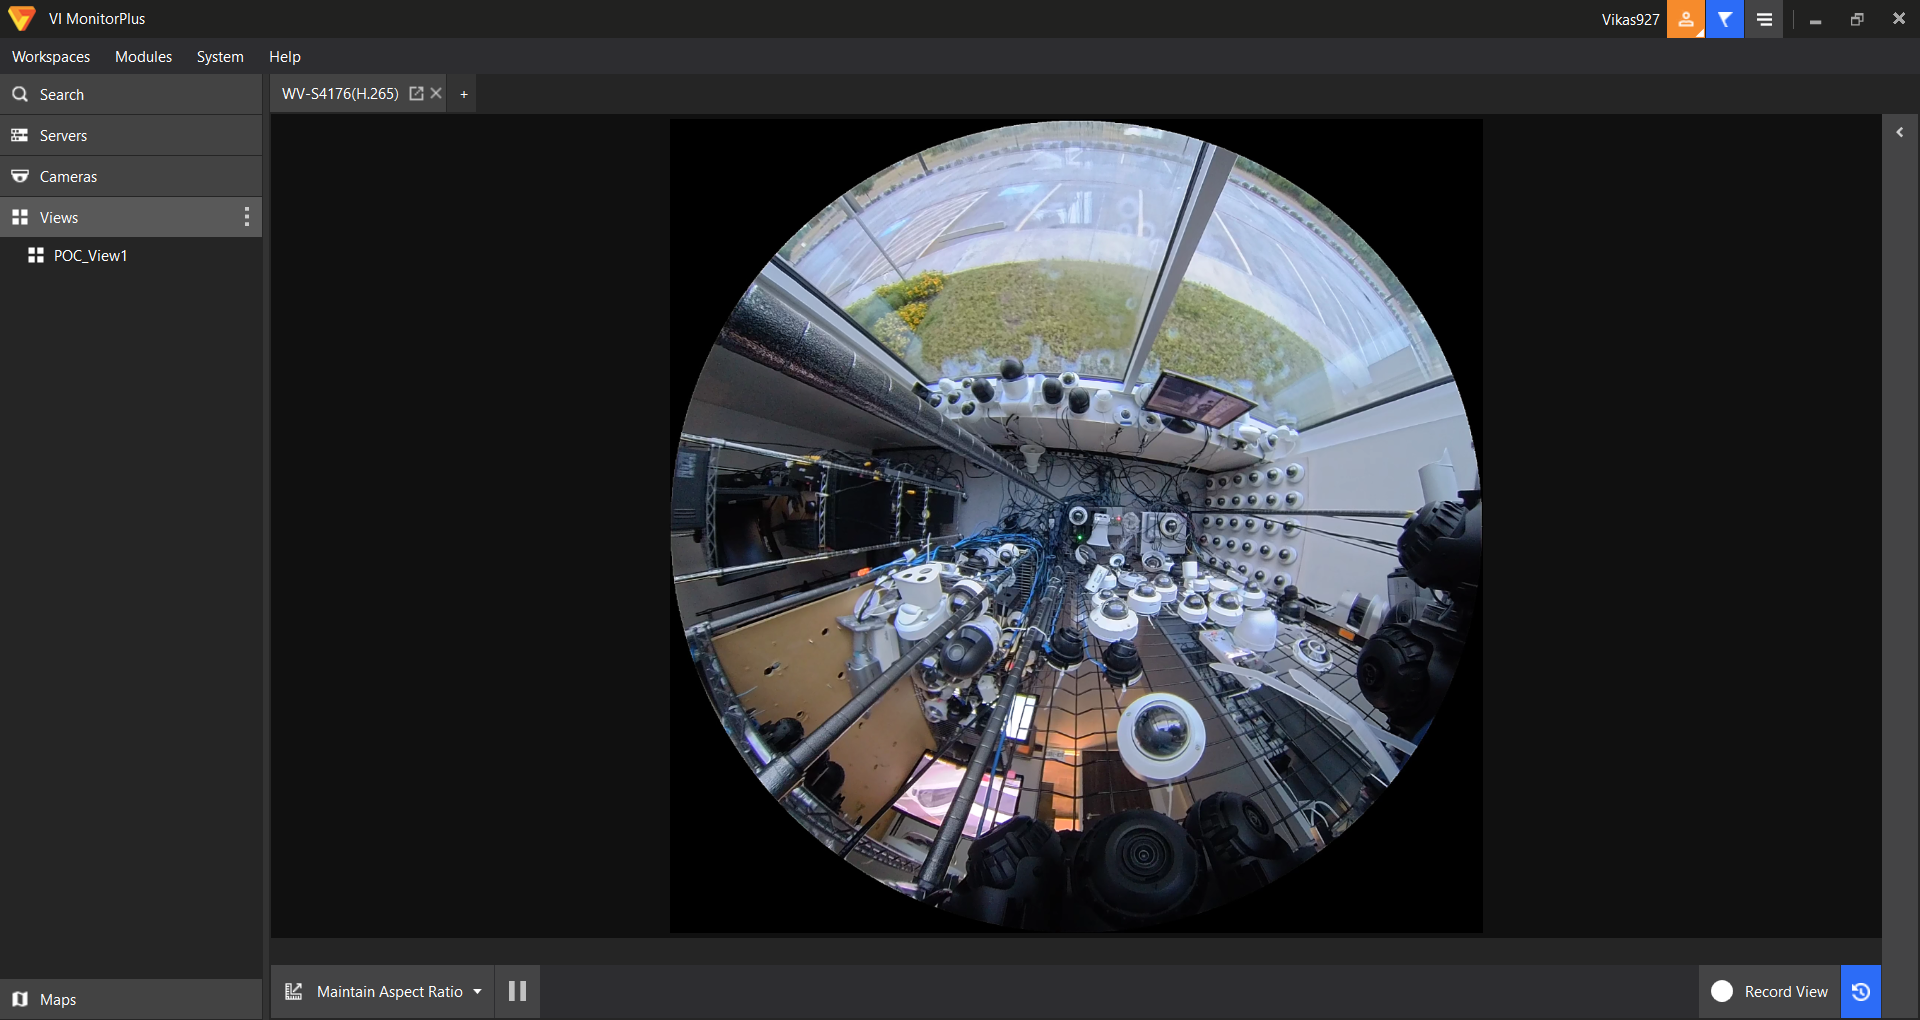 VI MonitorPlus
Vikas927
Workspaces Modules System Help
Search
WV-S4176(H.265) +
Servers
Cameras
Views
POC_View1
Maps
Maintain Aspect Ratio
Record View